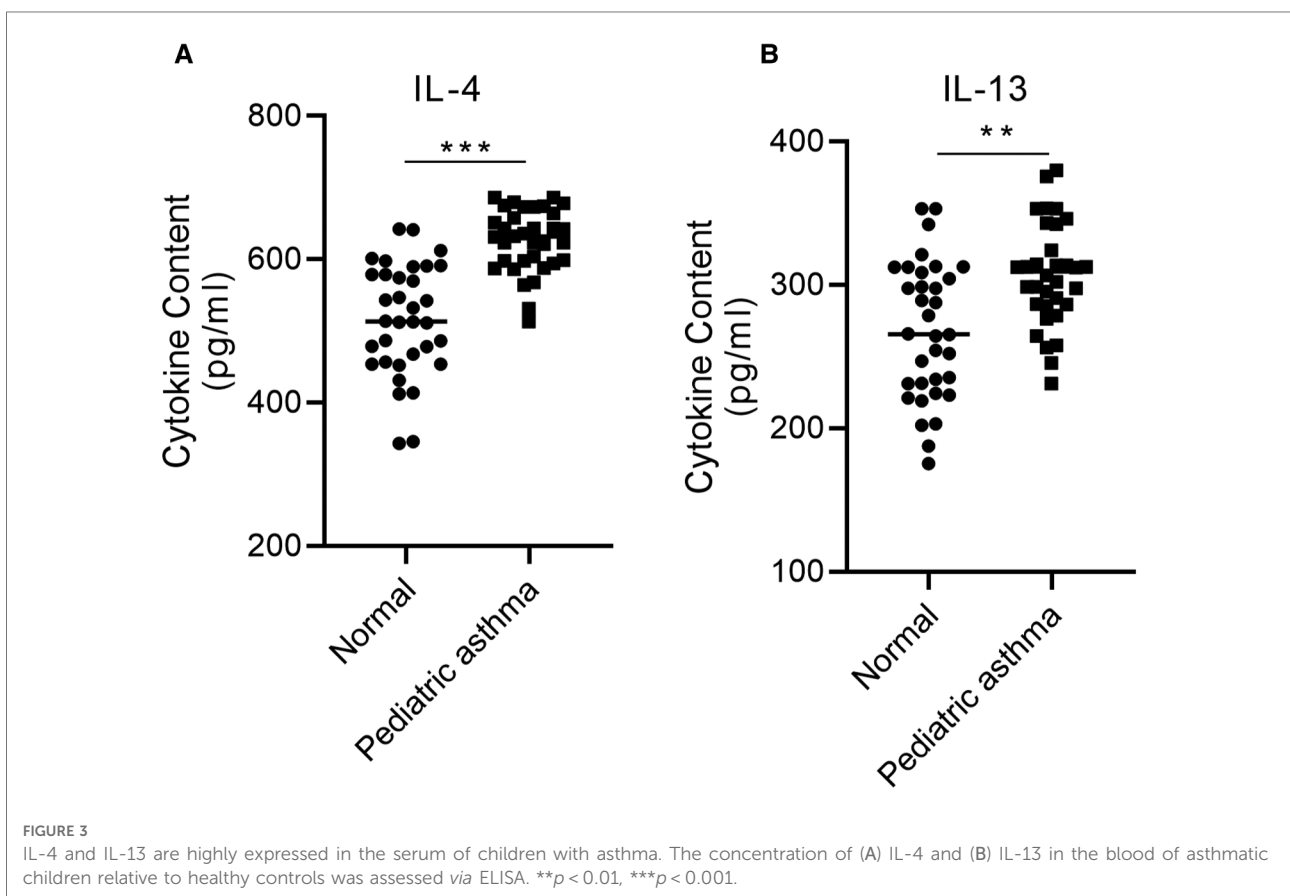 A
IL-4
800
600
400
200
Cytokine Content
(pg/ml)
***
Normal
Pediatric asthma
B
IL-13
400
300
200
100
Cytokine Content
(pg/ml)
**
Normal
Pediatric asthma
FIGURE 3
IL-4 and IL-13 are highly expressed in the serum of children with asthma. The concentration of (A) IL-4 and (B) IL-13 in the blood of asthmatic
children relative to healthy controls was assessed via ELISA. **p < 0.01, ***p < 0.001.